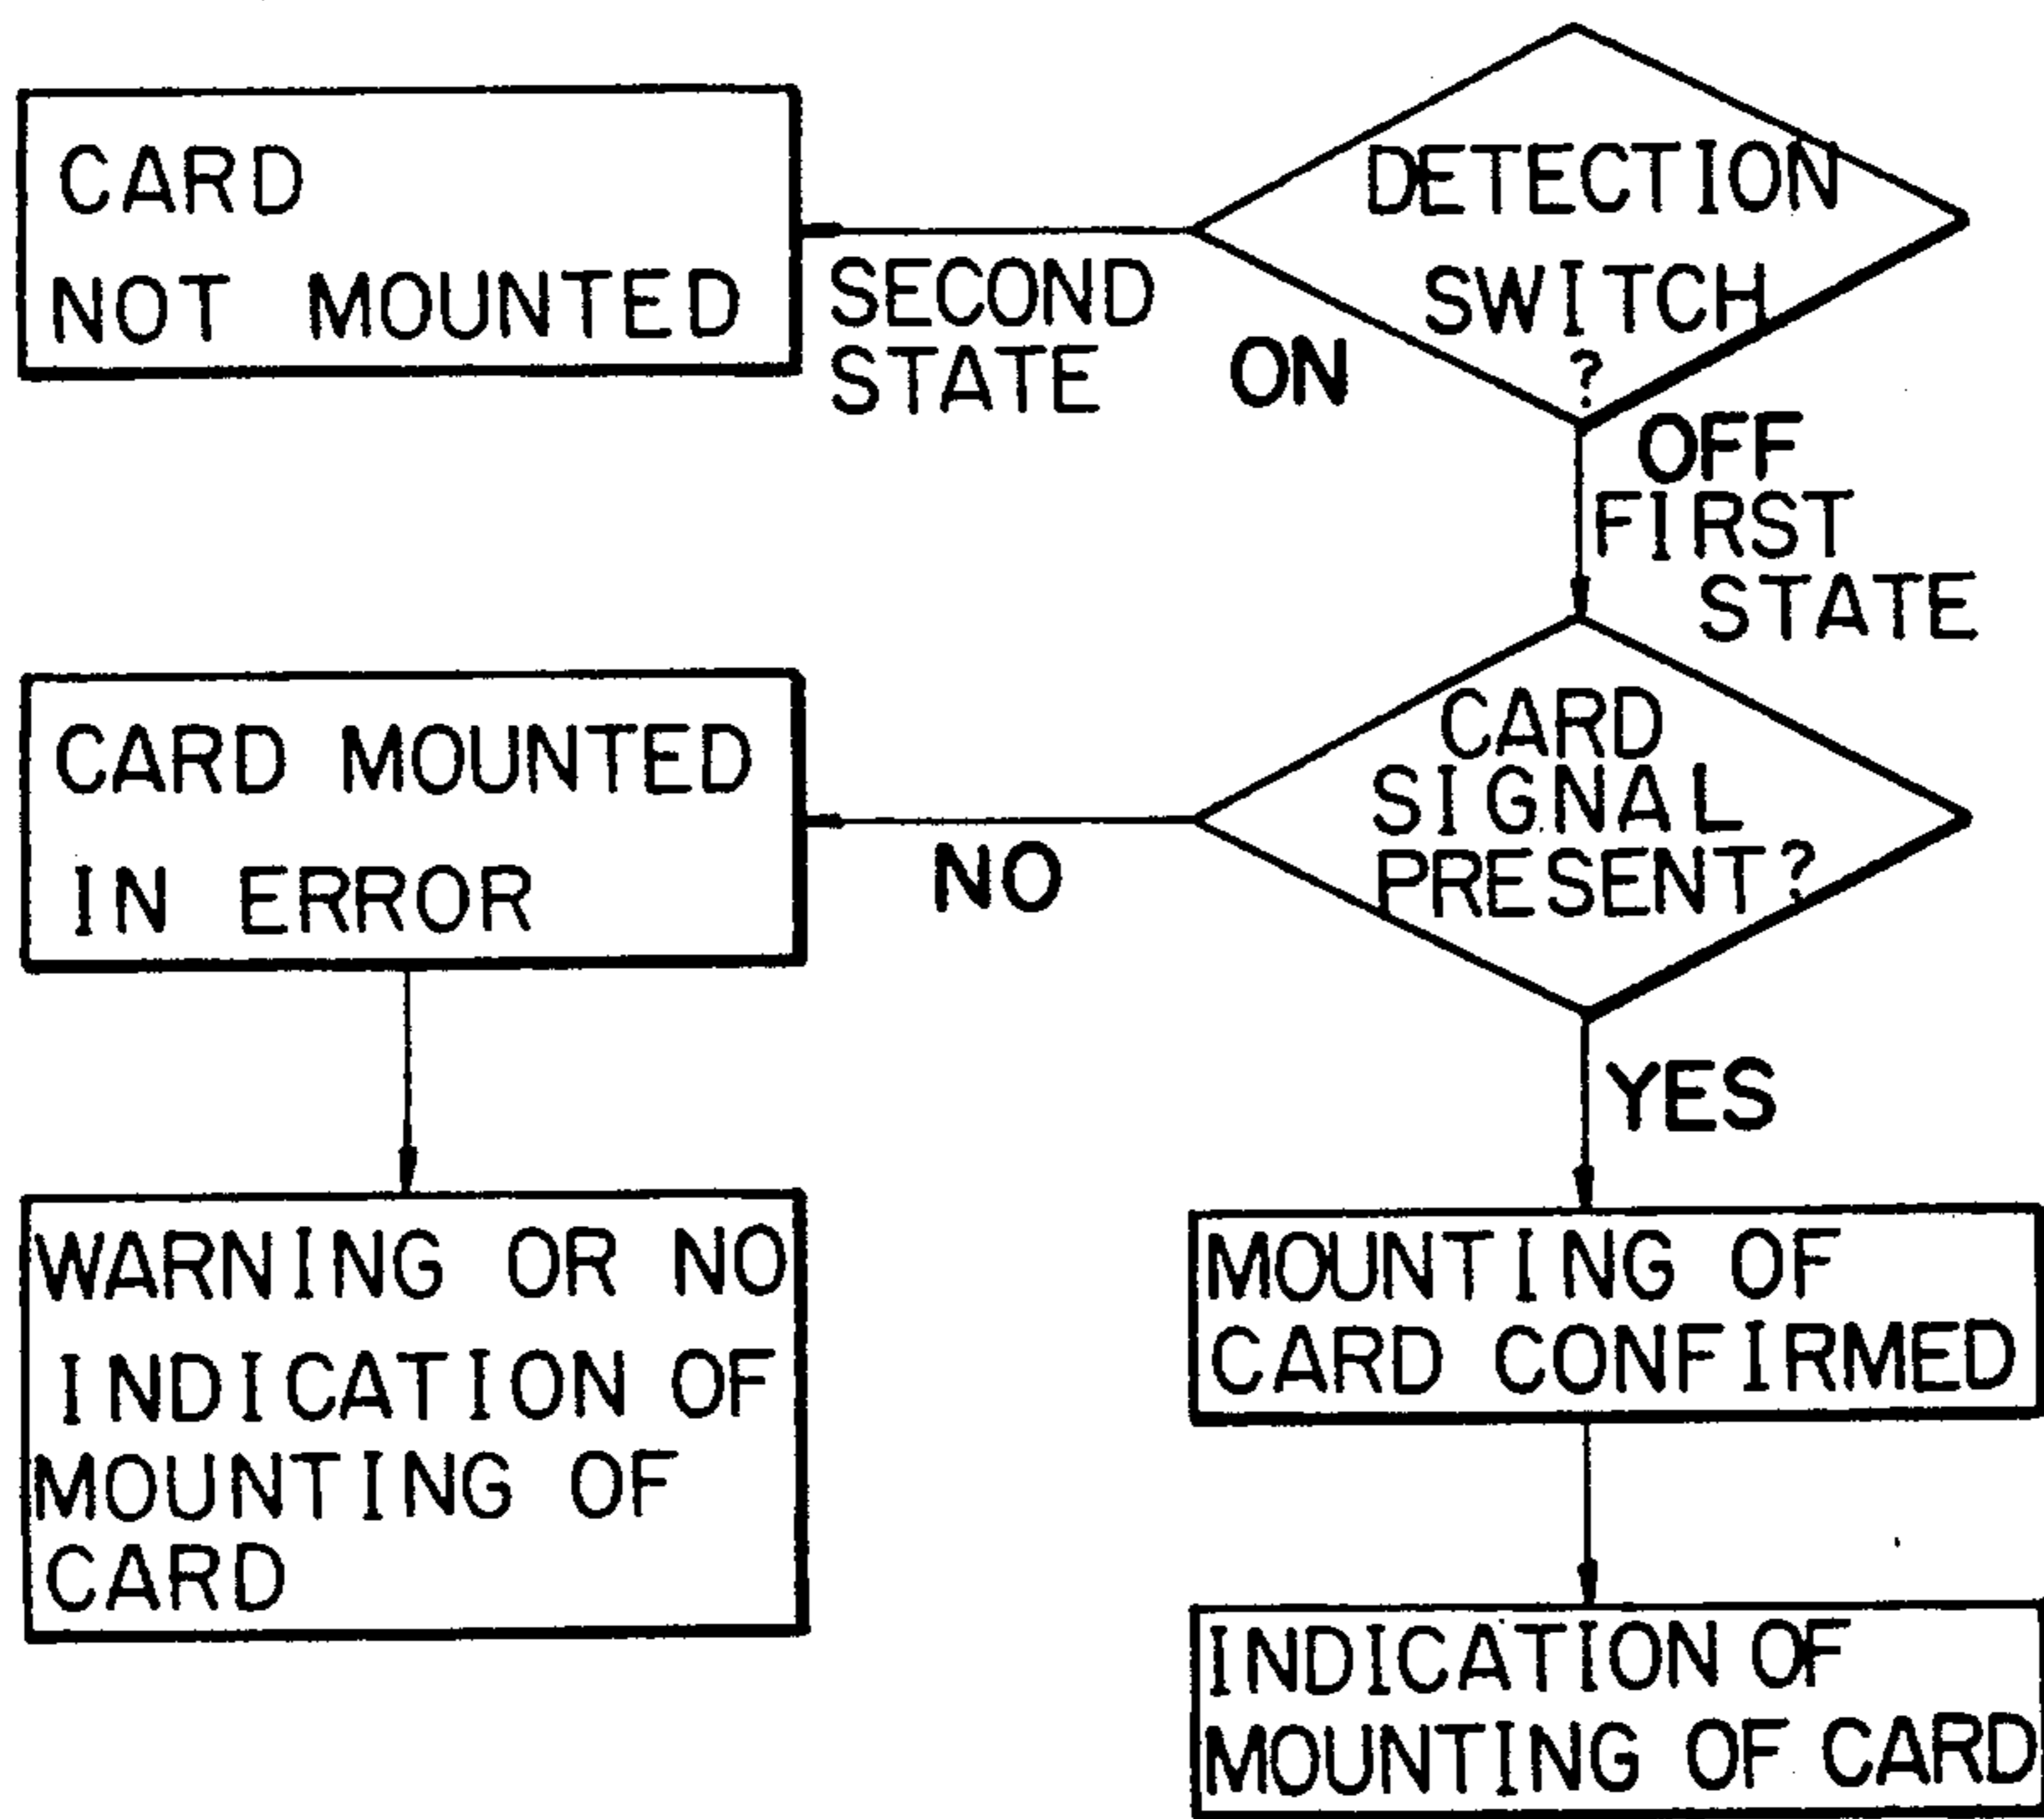 DETECTION
SWITCH
?
CARD
NOT MOUNTED
SECOND
STATE
ON
OFF
FIRST
STATE
CARD
SIGNAL
PRESENT?
CARD MOUNTED
IN ERROR
NO
YES
WARNING OR NO
INDICATION OF
MOUNTING OF
CARD
MOUNTING OF
CARD CONFIRMED
INDICATION OF
MOUNTING OF CARD